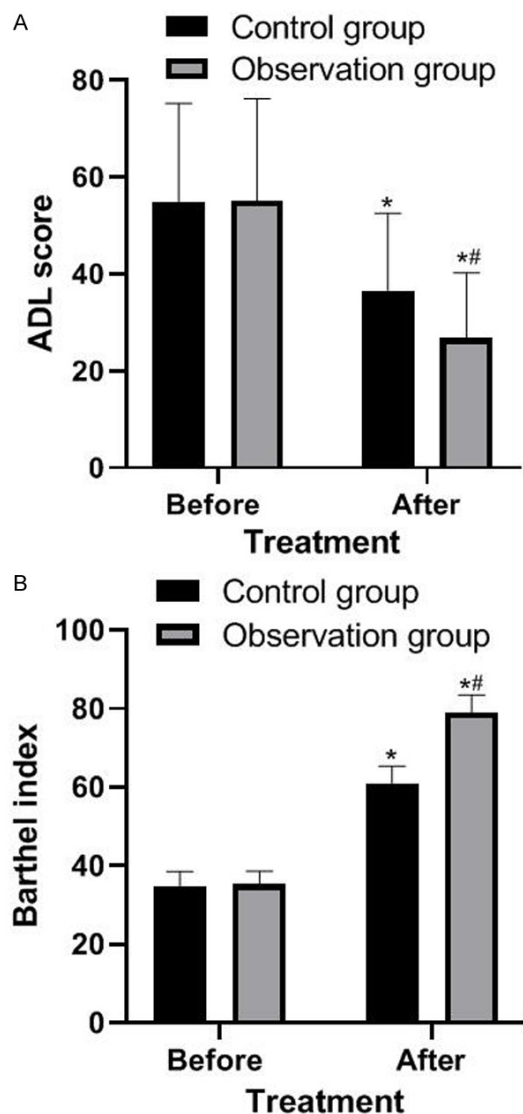 A
Control group
Observation group
80
60
40
20
0
ADL score
*
*#
Before After
Treatment
B
Control group
Observation group
100
80
60
40
20
0
Barthel index
*
*#
Before After
Treatment